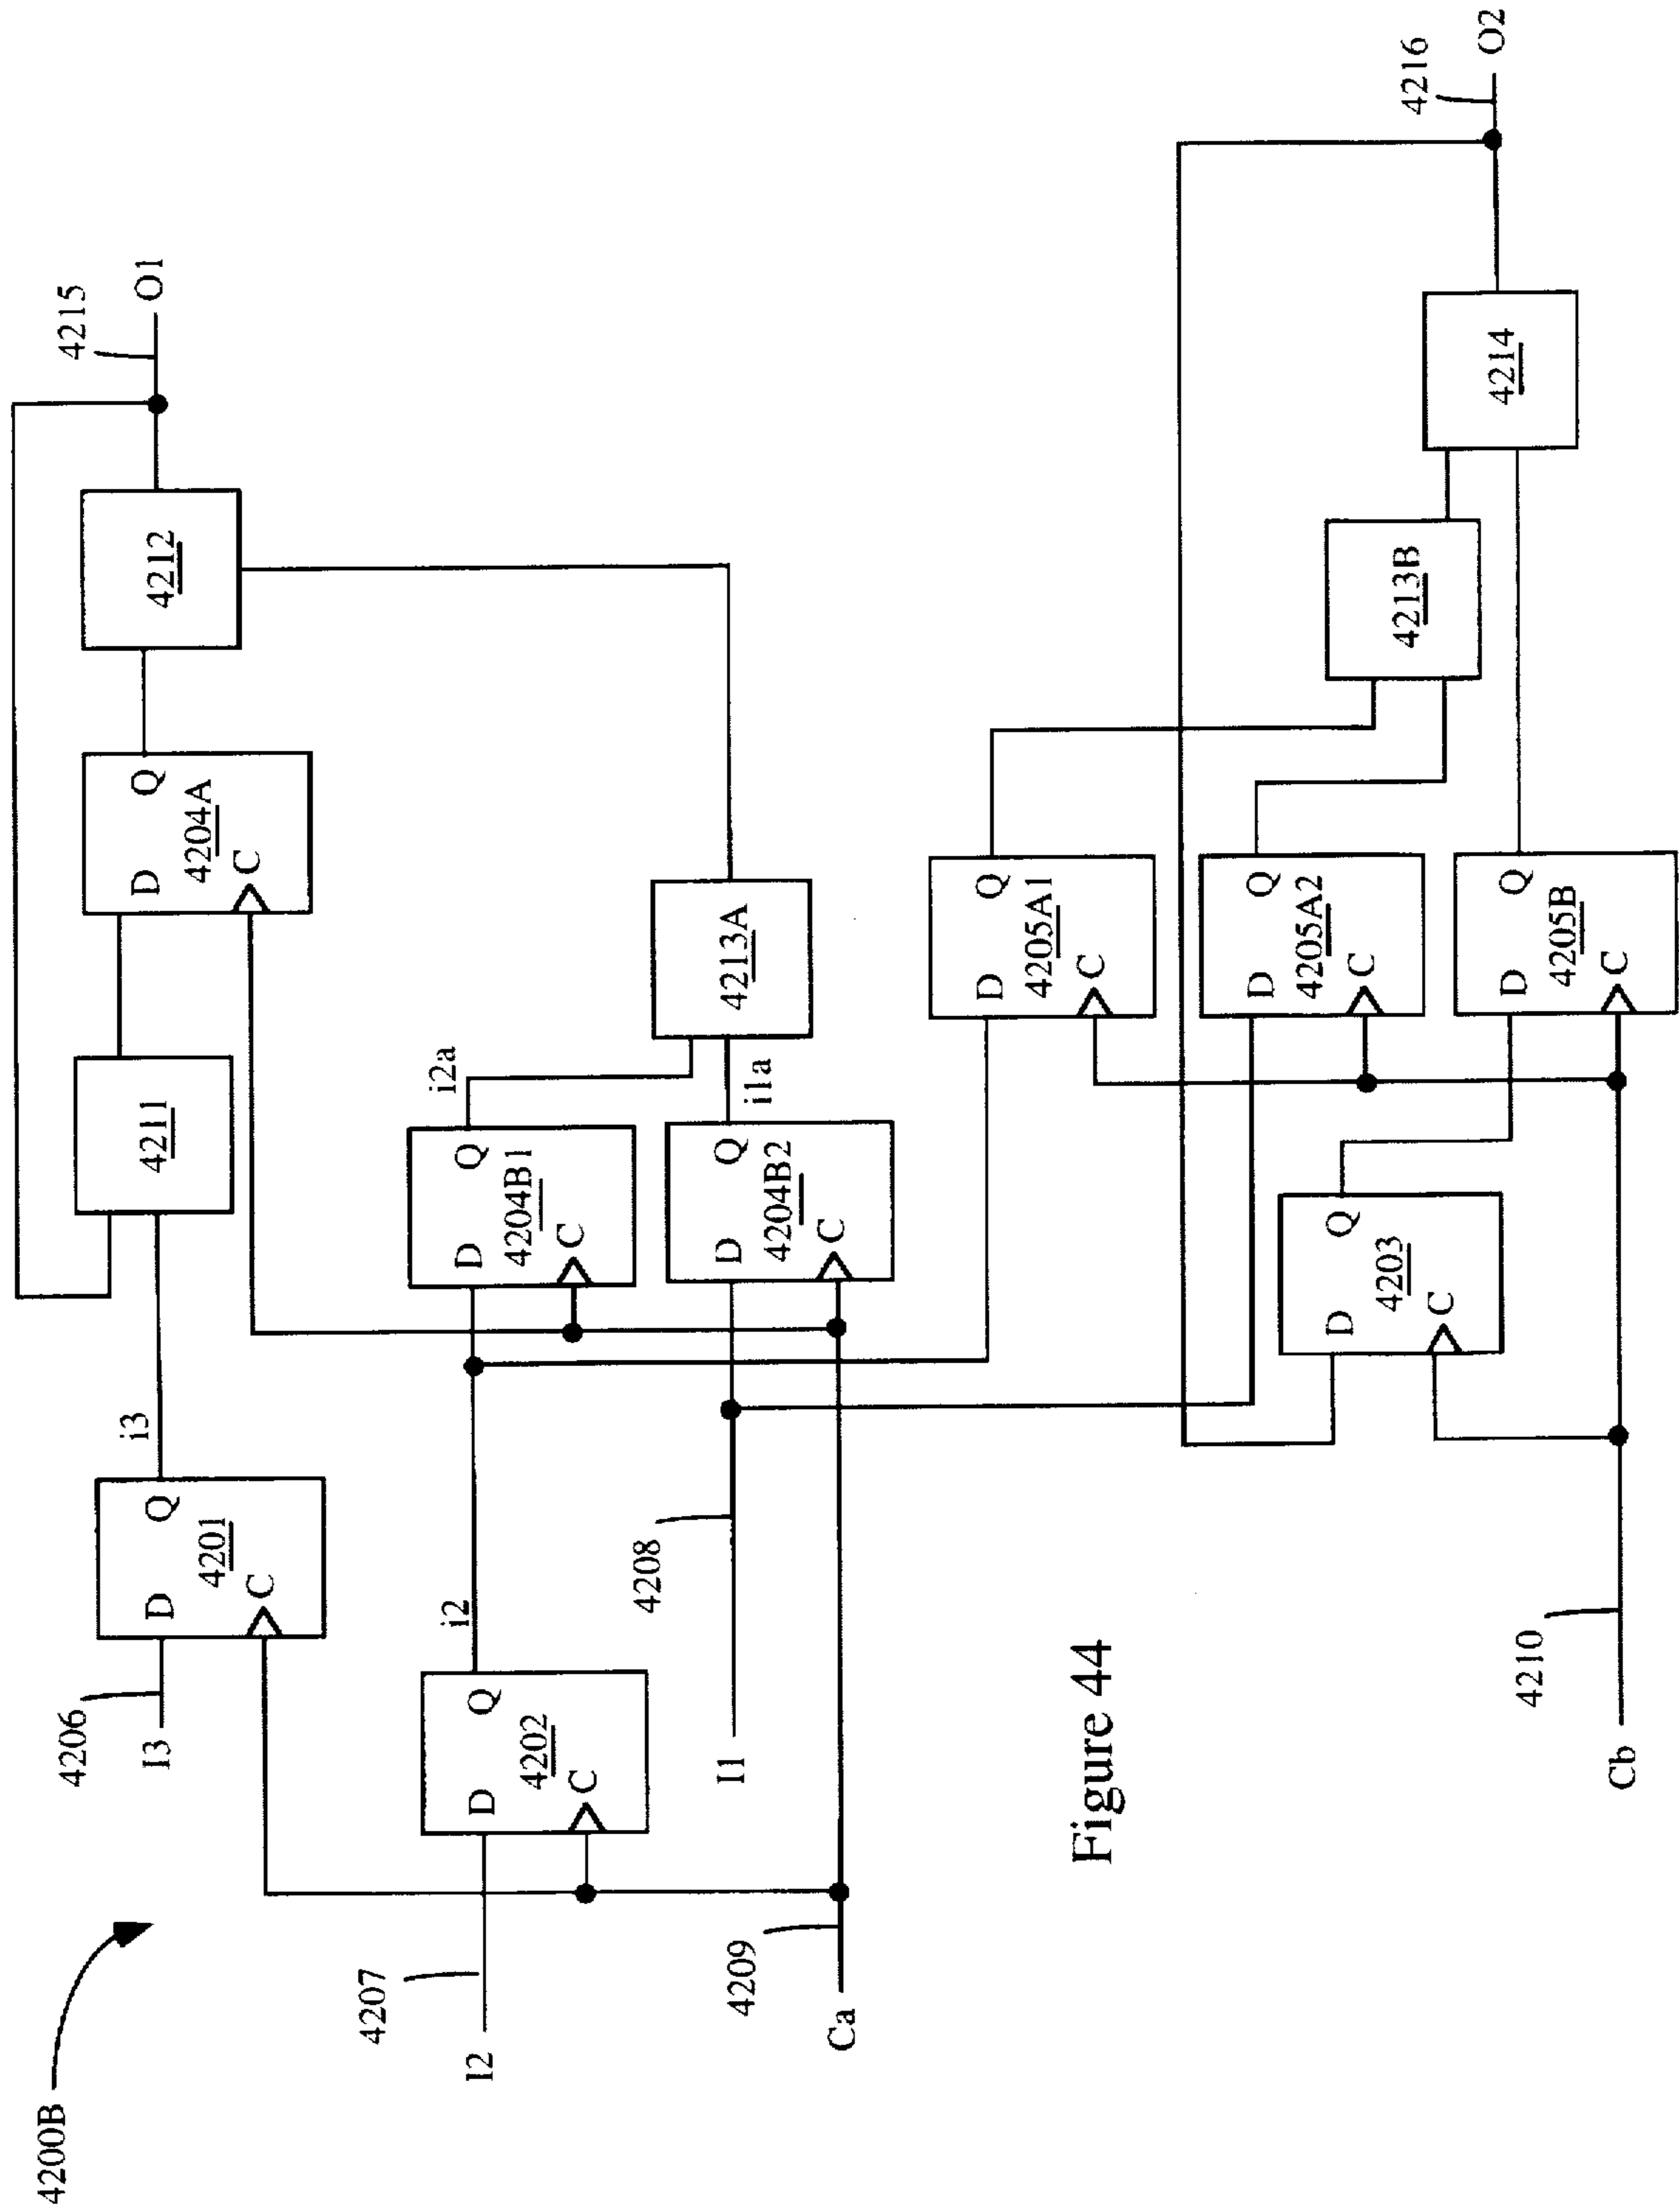 4200B
4206
I3
D
Q
4201
C
i3
4211
D
Q
4204A
C
4212
4215
O1
4207
I2
D
Q
4202
C
i2
D
Q
4204B1
C
i2a
4208
I1
D
Q
4204B2
C
i1a
4213A
4209
Ca
D
Q
4205A1
C
D
Q
4205A2
C
4213B
D
Q
4203
C
D
Q
4205B
C
4214
4216
O2
4210
Cb
Figure 44